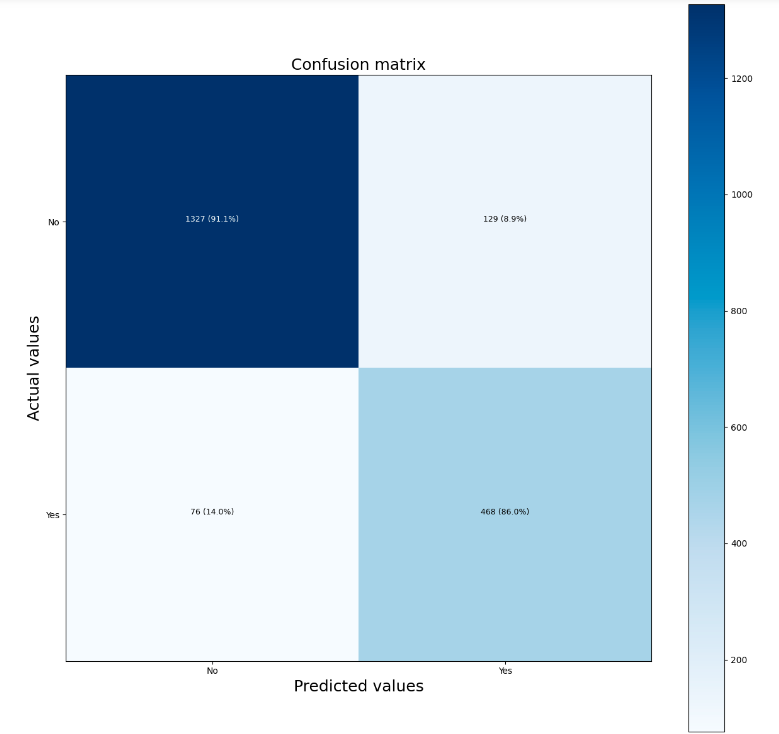 Confusion matrix
1200
1000
800
600
400
200
Actual values
No
1327 (91.1%)
129 (8.9%)
Yes
76 (14.0%)
468 (86.0%)
No
Yes
Predicted values